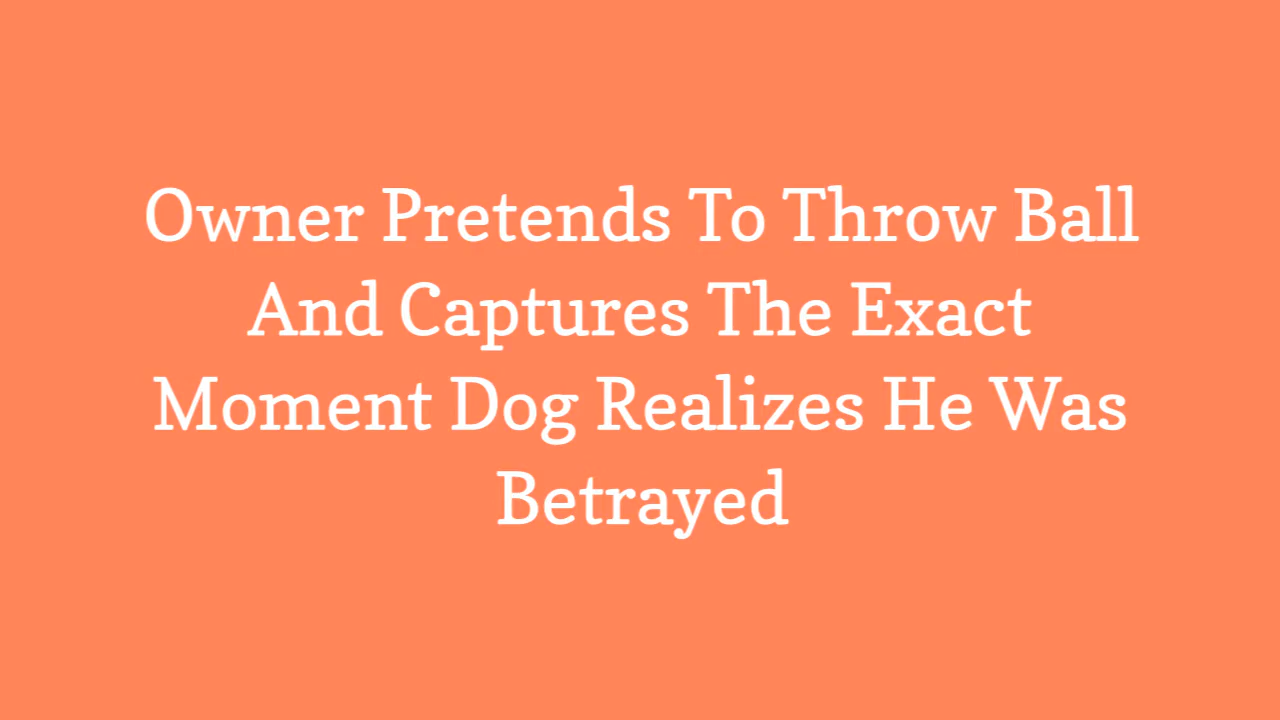 Owner Pretends To Throw Ball
And Captures The Exact
Moment Dog Realizes He Was
Betrayed